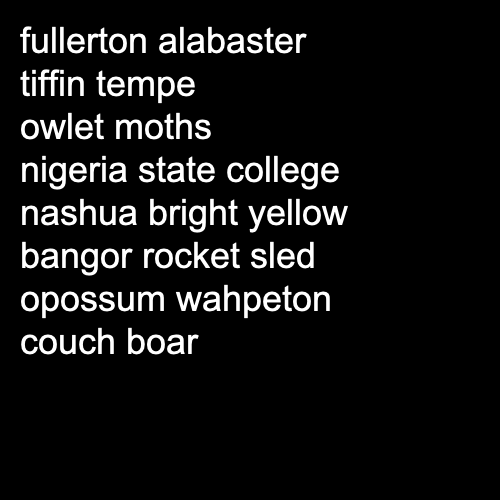 fullerton alabaster
tiffin tempe
owlet moths
nigeria state college
nashua bright yellow
bangor rocket sled
opossum wahpeton
couch boar